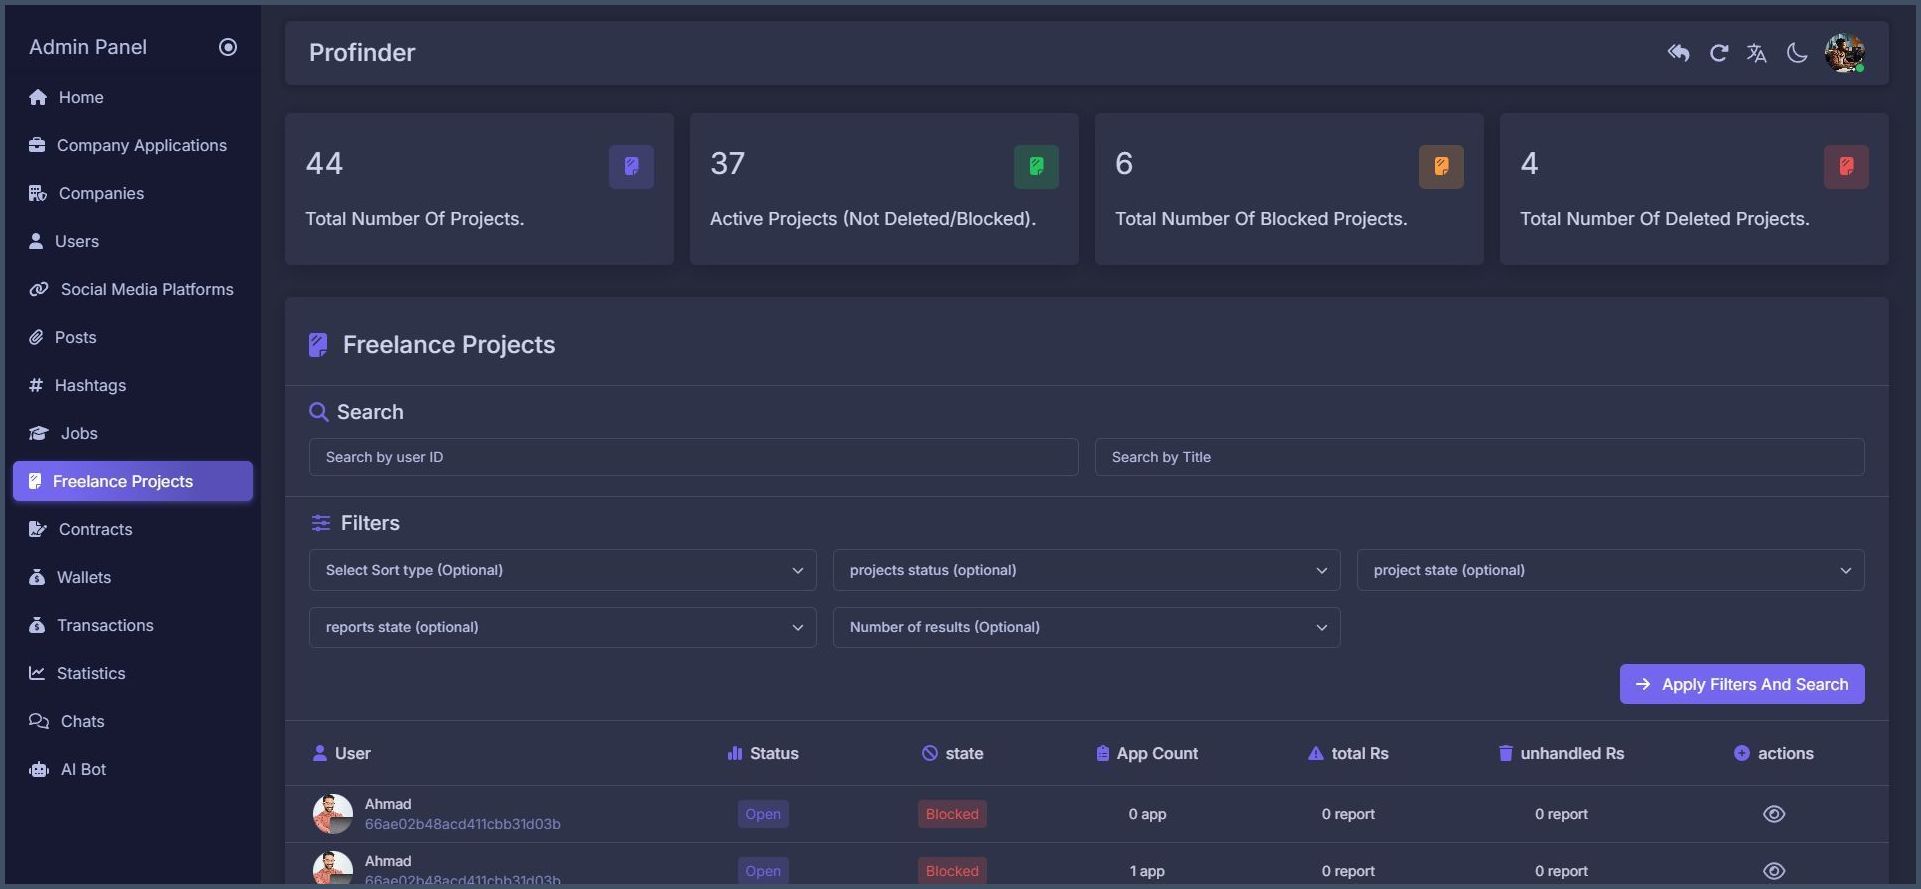 Admin Panel
Home
Company Applications
Companies
Users
Social Media Platforms
Posts
Hashtags
Jobs
Freelance Projects
Contracts
Wallets
Transactions
Statistics
Chats
AI Bot
Profinder
44
Total Number Of Projects.
37
Active Projects (Not Deleted/Blocked).
6
Total Number Of Blocked Projects.
4
Total Number Of Deleted Projects.
Freelance Projects
Search
Search by user ID
Search by Title
Filters
Select Sort type (Optional)
projects status (optional)
project state (optional)
reports state (optional)
Number of results (Optional)
Apply Filters And Search
User Status state App Count total Rs unhandled Rs actions
Ahmad
66ae02b48acd411cbb31d03b
Open Blocked 0 app 0 report 0 report
Ahmad
66ae02b48acd411cbb31d03b
Open Blocked 1 app 0 report 0 report